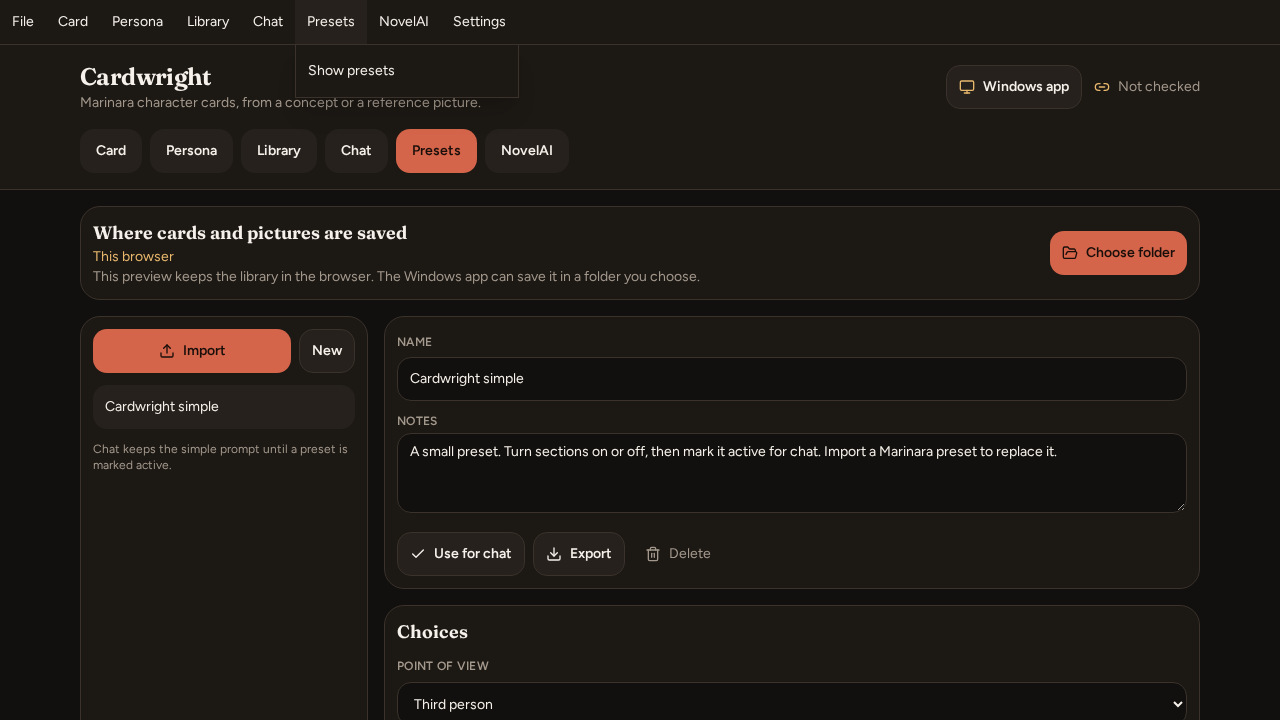 File Card Persona Library Chat Presets NovelAI Settings
Show presets
Cardwright
Marinara character cards, from a concept or a reference picture.
Windows app
Not checked
Card Persona Library Chat Presets NovelAI
Where cards and pictures are saved
This browser
This preview keeps the library in the browser. The Windows app can save it in a folder you choose.
Choose folder
Import New
Cardwright simple
Chat keeps the simple prompt until a preset is
marked active.
NAME
Cardwright simple
NOTES
A small preset. Turn sections on or off, then mark it active for chat. Import a Marinara preset to replace it.
Use for chat Export Delete
Choices
POINT OF VIEW
Third person